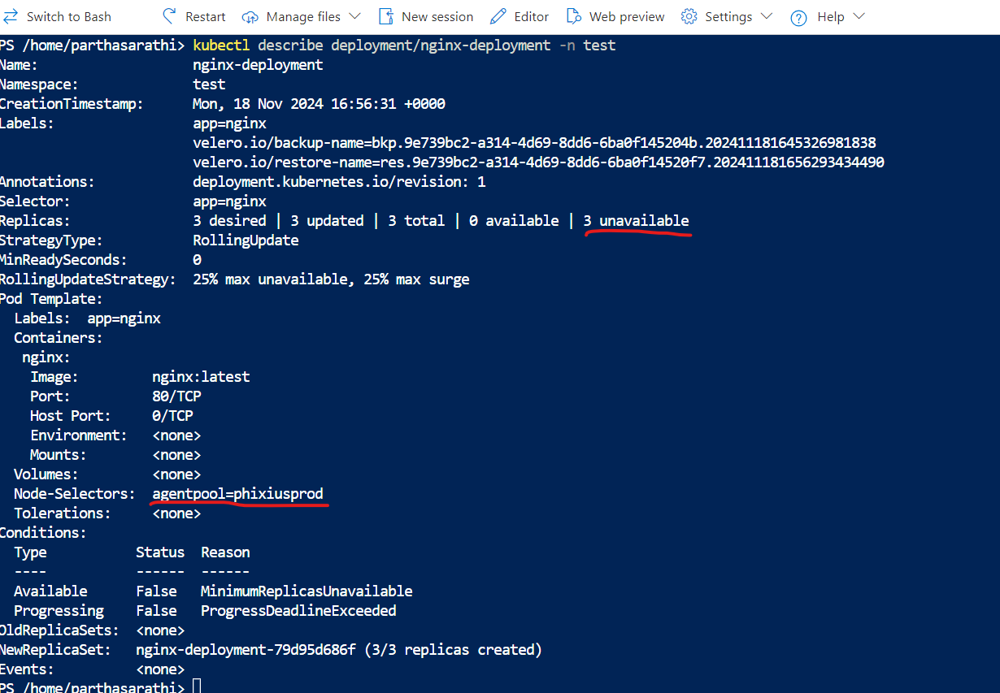 Switch to Bash Restart Manage files New session Editor Web preview Settings Help
PS /home/parthasarathi> kubectl describe deployment/nginx-deployment -n test
Name: nginx-deployment
Namespace: test
CreationTimestamp: Mon, 18 Nov 2024 16:56:31 +0000
Labels: app=nginx
velero.io/backup-name=bkp.9e739bc2-a314-4d69-8dd6-6ba0f145204b.202411181645326981838
velero.io/restore-name=res.9e739bc2-a314-4d69-8dd6-6ba0f14520f7.202411181656293434490
Annotations: deployment.kubernetes.io/revision: 1
Selector: app=nginx
Replicas: 3 desired | 3 updated | 3 total | 0 available | 3 unavailable
StrategyType: RollingUpdate
MinReadySeconds: 0
RollingUpdateStrategy: 25% max unavailable, 25% max surge
Pod Template:
Labels: app=nginx
Containers:
nginx:
Image: nginx:latest
Port: 80/TCP
Host Port: 0/TCP
Environment: <none>
Mounts: <none>
Volumes: <none>
Node-Selectors: agentpool=phixiusprod
Tolerations: <none>
Conditions:
Type Status Reason
---- ------ ------
Available False MinimumReplicasUnavailable
Progressing False ProgressDeadlineExceeded
OldReplicaSets: <none>
NewReplicaSet: nginx-deployment-79d95d686f (3/3 replicas created)
Events: <none>
PS /home/parthasarathi>